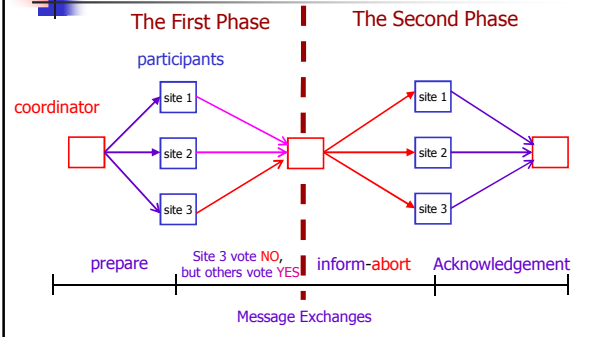 The First Phase
The Second Phase
participants
coordinator
site 1
site 2
site 3
site 1
site 2
site 3
prepare
Site 3 vote NO,
but others vote YES
inform-abort
Acknowledgement
Message Exchanges